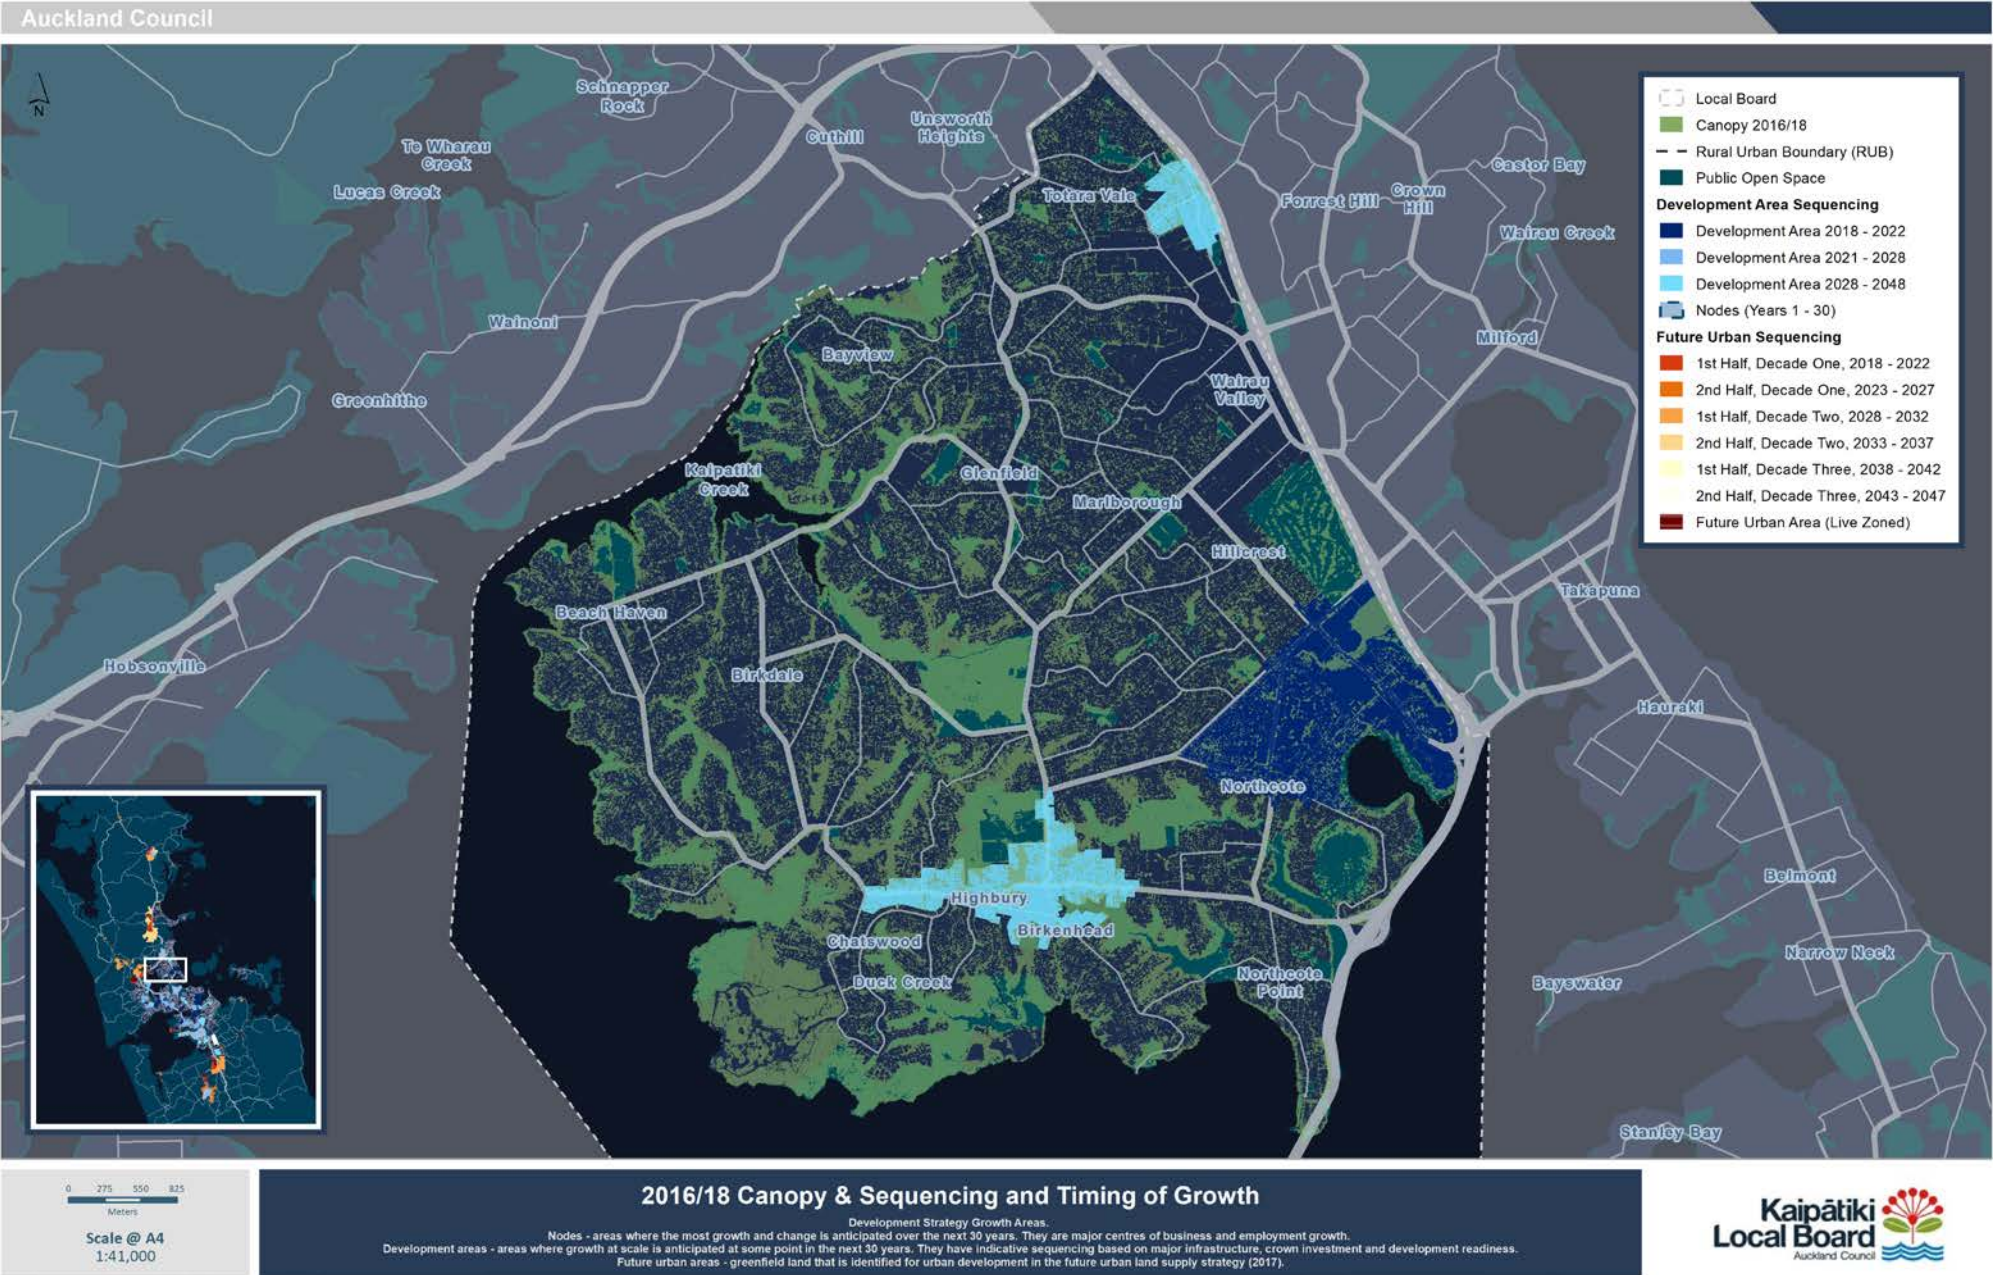 Auckland Council
N
Schnapper
Rock
Te Wharau
Creek
Lucas Creek
Cuthill
Unsworth
Heights
Totara Vale
Forrest Hill
Crown
Hill
Castor Bay
Wairau Creek
Wainoni
Milford
Bayview
Greenhithe
Wairau
Valley
Kaipatiki
Creek
Glenfield
Marlborough
Hillcrest
Takapuna
Beach Haven
Hobsonville
Birkdale
Hauraki
Northcote
Belmont
Highbury
Birkenhead
Chatswood
Duck Creek
Northcote
Point
Narrow Neck
Bayswater
Stanley Bay
Local Board
Canopy 2016/18
Rural Urban Boundary (RUB)
Public Open Space
Development Area Sequencing
Development Area 2018 - 2022
Development Area 2021 - 2028
Development Area 2028 - 2048
Nodes (Years 1 - 30)
Future Urban Sequencing
1st Half, Decade One, 2018 - 2022
2nd Half, Decade One, 2023 - 2027
1st Half, Decade Two, 2028 - 2032
2nd Half, Decade Two, 2033 - 2037
1st Half, Decade Three, 2038 - 2042
2nd Half, Decade Three, 2043 - 2047
Future Urban Area (Live Zoned)
0 275 550 825
Meters
Scale @ A4
1:41,000
2016/18 Canopy & Sequencing and Timing of Growth
Development Strategy Growth Areas.
Nodes - areas where the most growth and change is anticipated over the next 30 years. They are major centres of business and employment growth.
Development areas - areas where growth at scale is anticipated at some point in the next 30 years. They have indicative sequencing based on major infrastructure, crown investment and development readiness.
Future urban areas - greenfield land that is identified for urban development in the future urban land supply strategy (2017).
Kaipātiki
Local Board
Auckland Council